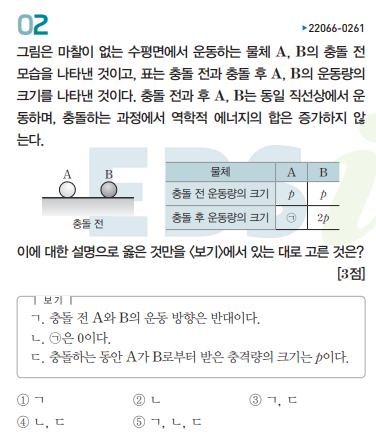 02
▶22066-0261
그림은 마찰이 없는 수평면에서 운동하는 물체 A, B의 충돌 전
모습을 나타낸 것이고, 표는 충돌 전과 충돌 후 A, B의 운동량의
크기를 나타낸 것이다. 충돌 전과 후 A, B는 동일 직선상에서 운
동하며, 충돌하는 과정에서 역학적 에너지의 합은 증가하지 않
는다.
A B
충돌 전
물체 A B
충돌 전 운동량의 크기 p p
충돌 후 운동량의 크기 ㉠ 2p
EBSi
이에 대한 설명으로 옳은 것만을 〈보기〉에서 있는 대로 고른 것은?
[3점]
보기
ㄱ. 충돌 전 A와 B의 운동 방향은 반대이다.
ㄴ. ㉠은 0이다.
ㄷ. 충돌하는 동안 A가 B로부터 받은 충격량의 크기는 p이다.
① ㄱ ② ㄴ ③ ㄱ, ㄷ
④ ㄴ, ㄷ ⑤ ㄱ, ㄴ, ㄷ